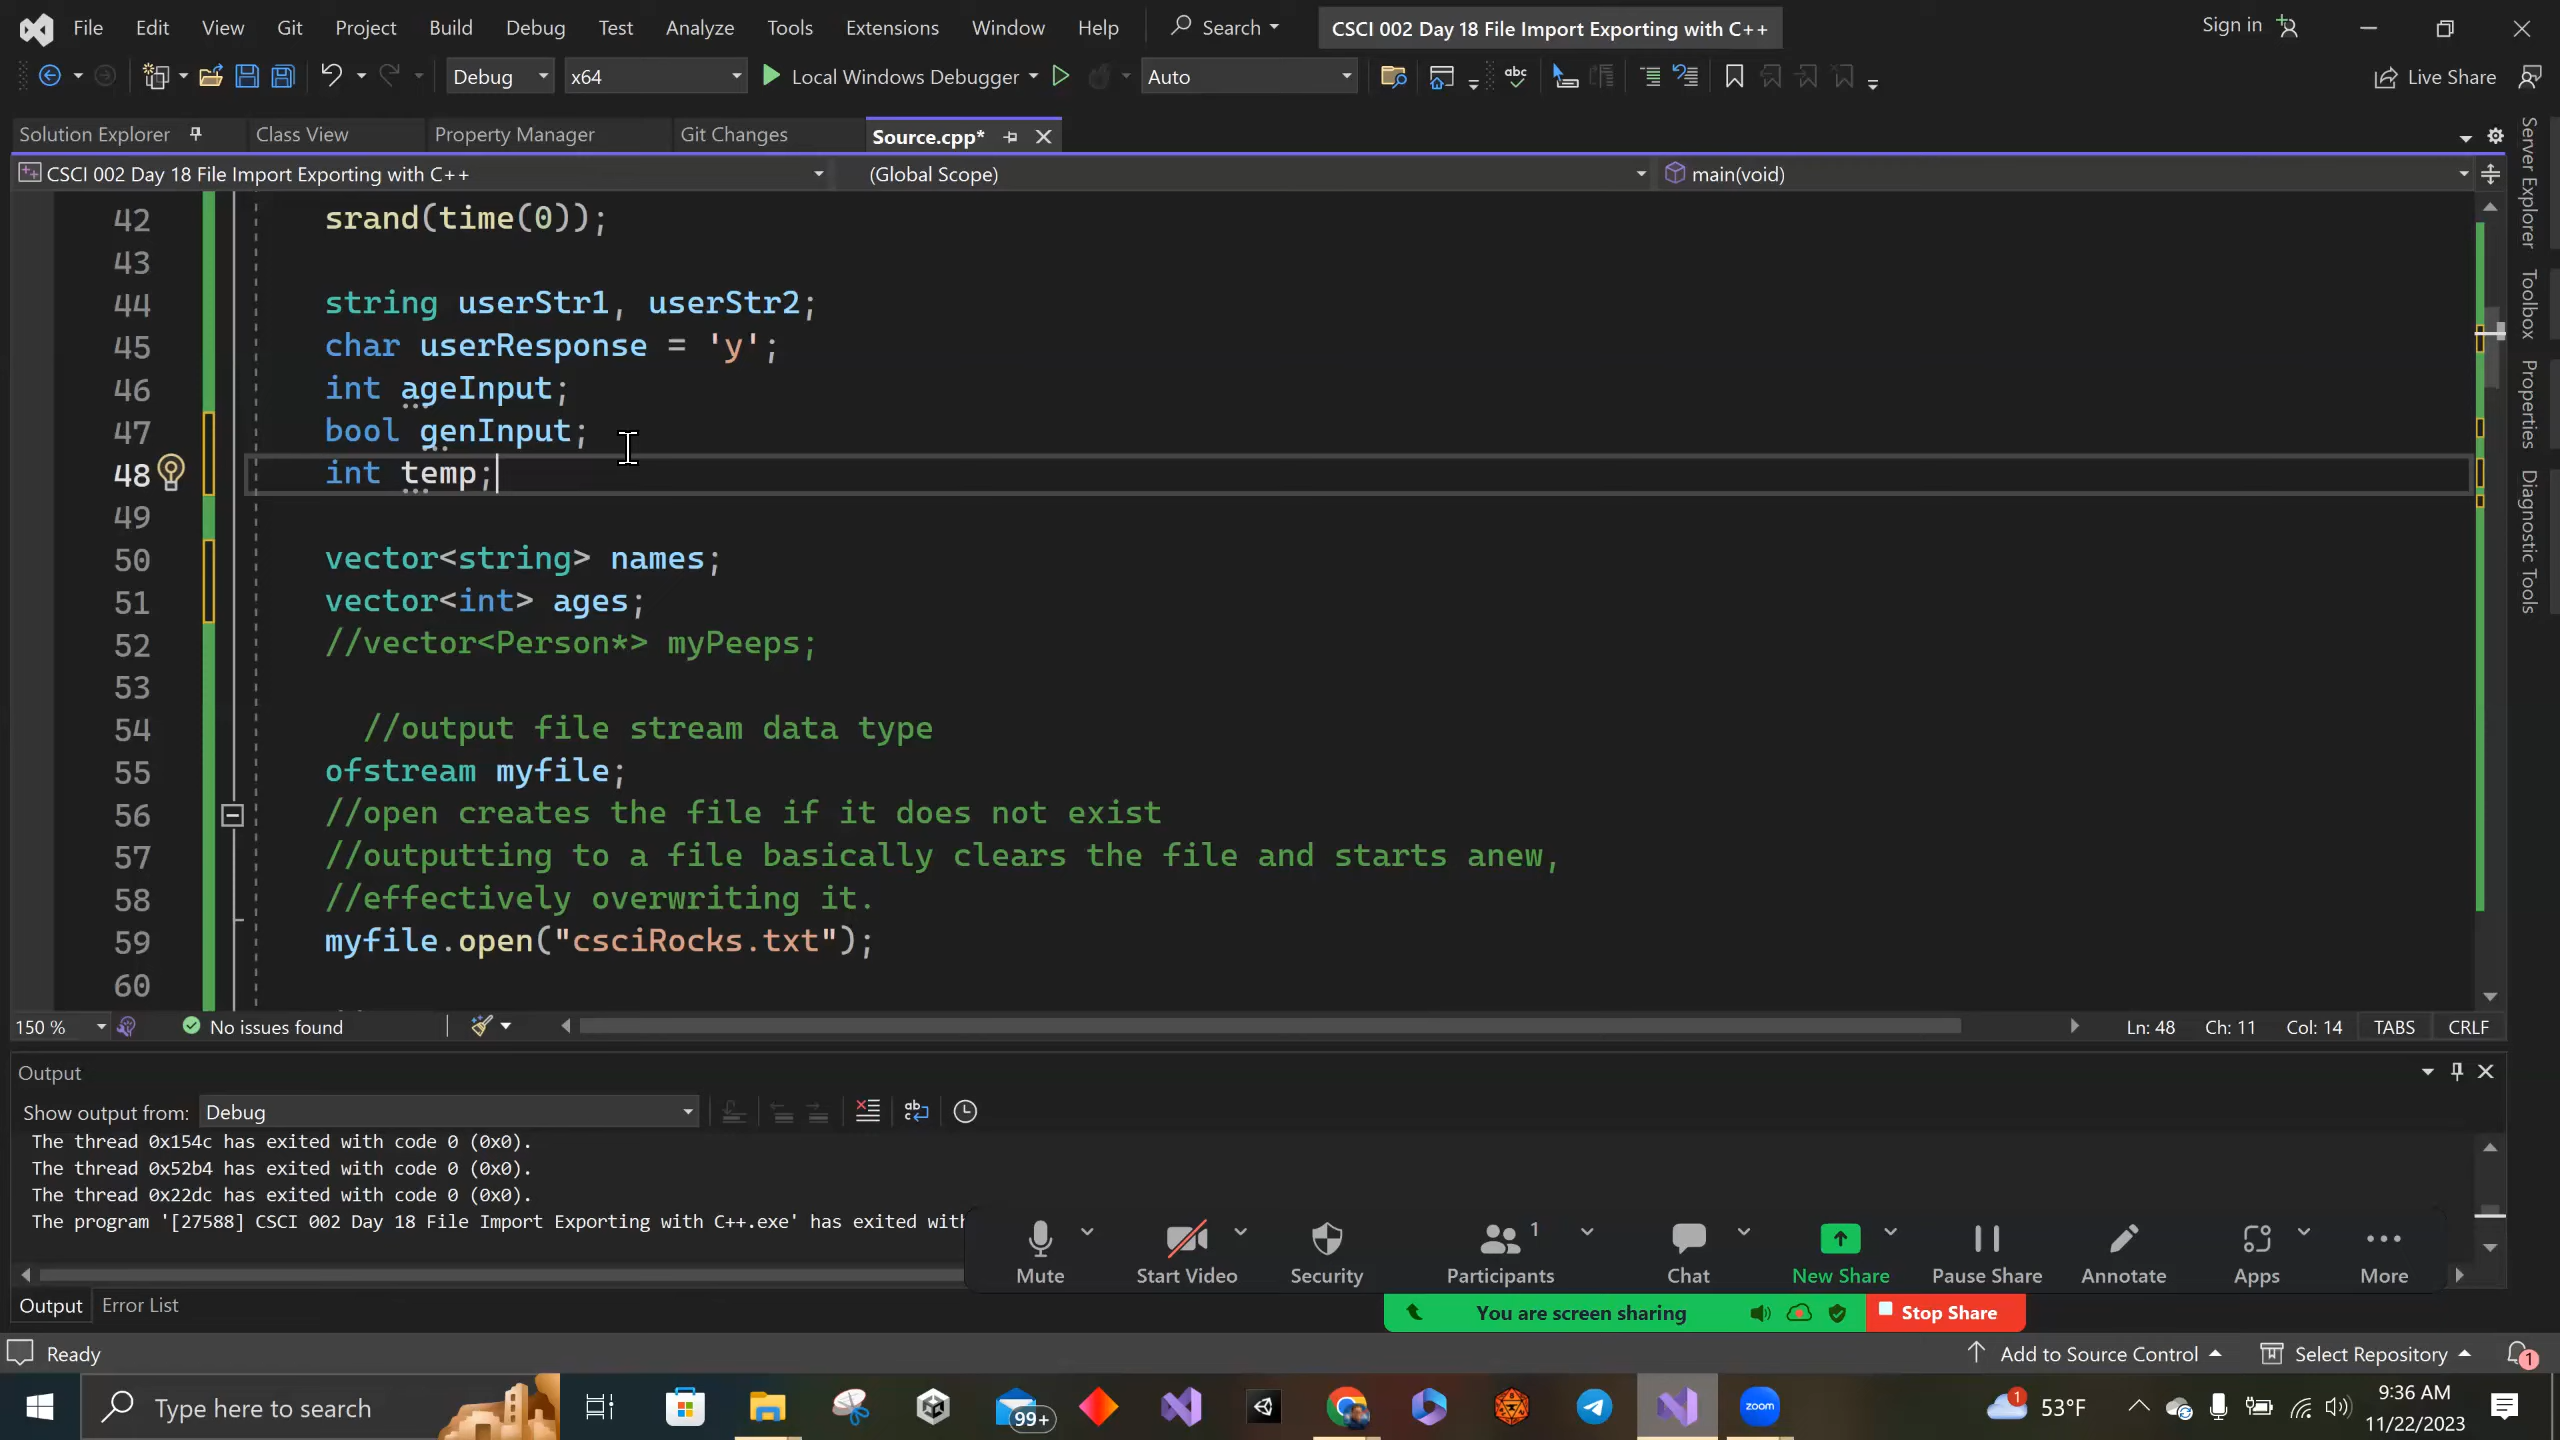 File Edit View Git Project Build Debug Test Analyze Tools Extensions Window Help Search CSCI 002 Day 18 File Import Exporting with C++ Sign in
Debug x64 Local Windows Debugger Auto Live Share
Solution Explorer Class View Property Manager Git Changes Source.cpp*
CSCI 002 Day 18 File Import Exporting with C++ (Global Scope) main(void)
42 srand(time(0));
43
44 string userStr1, userStr2;
45 char userResponse = 'y';
46 int ageInput;
47 bool genInput;
48 int temp;
49
50 vector<string> names;
51 vector<int> ages;
52 //vector<Person*> myPeeps;
53
54 //output file stream data type
55 ofstream myfile;
56 //open creates the file if it does not exist
57 //outputting to a file basically clears the file and starts anew,
58 //effectively overwriting it.
59 myfile.open("csciRocks.txt");
60
Server Explorer
Toolbox
Properties
Diagnostic Tools
150 % No issues found Ln: 48 Ch: 11 Col: 14 TABS CRLF
Output
Show output from: Debug
The thread 0x154c has exited with code 0 (0x0).
The thread 0x52b4 has exited with code 0 (0x0).
The thread 0x22dc has exited with code 0 (0x0).
The program '[27588] CSCI 002 Day 18 File Import Exporting with C++.exe' has exited with
1
Mute Start Video Security Participants Chat New Share Pause Share Annotate Apps More
Output Error List
You are screen sharing Stop Share
Ready Add to Source Control Select Repository 1
Type here to search 99+ zoom 1 53°F 9:36 AM
11/22/2023